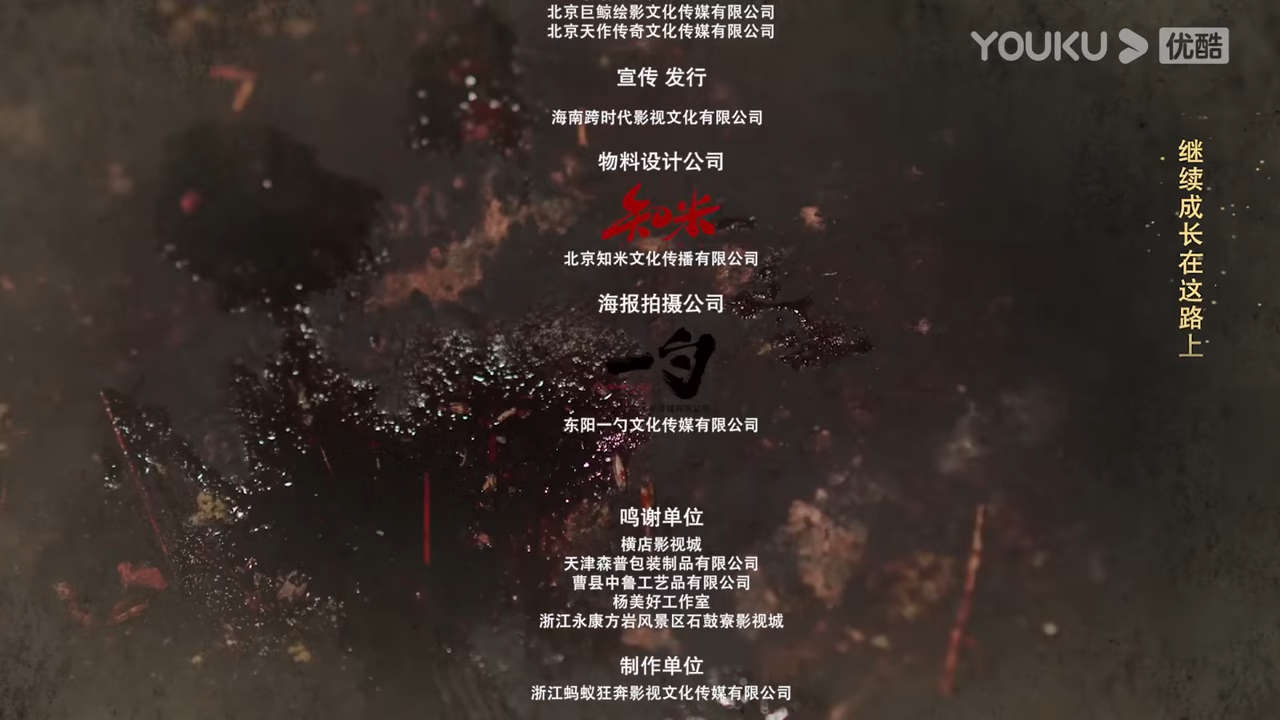 北京巨鲸绘影文化传媒有限公司
北京天作传奇文化传媒有限公司
YOUKU 优酷
宣传 发行
海南跨时代影视文化有限公司
物料设计公司
知米
北京知米文化传播有限公司
海报拍摄公司
一勺
东阳一勺文化传媒有限公司
鸣谢单位
横店影视城
天津森普包装制品有限公司
曹县中鲁工艺品有限公司
杨美好工作室
浙江永康方岩风景区石鼓寮影视城
制作单位
浙江蚂蚁狂奔影视文化传媒有限公司
继续成长在这路上